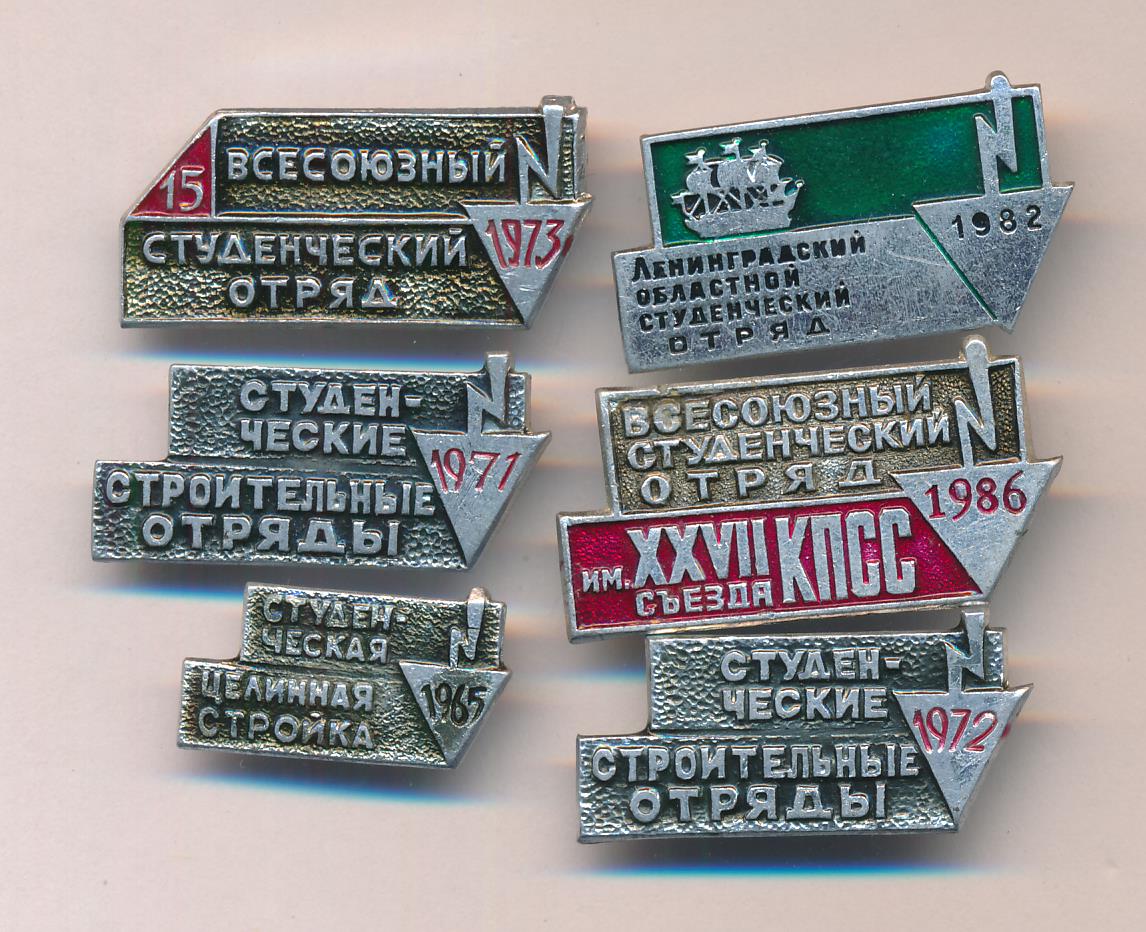 15
ВСЕСОЮЗНЫЙ
1973
СТУДЕНЧЕСКИЙ
ОТРЯД
1982
ЛЕНИНГРАДСКИЙ
ОБЛАСТНОЙ
СТУДЕНЧЕСКИЙ
ОТРЯД
СТУДЕН-
ЧЕСКИЕ
1971
СТРОИТЕЛЬНЫЕ
ОТРЯДЫ
ВСЕСОЮЗНЫЙ
СТУДЕНЧЕСКИЙ
ОТРЯД
1986
ИМ. XXVII КПСС
СЪЕЗДА
СТУДЕН-
ЧЕСКАЯ
1965
ЦЕЛИННАЯ
СТРОЙКА
СТУДЕН-
ЧЕСКИЕ
1972
СТРОИТЕЛЬНЫЕ
ОТРЯДЫ